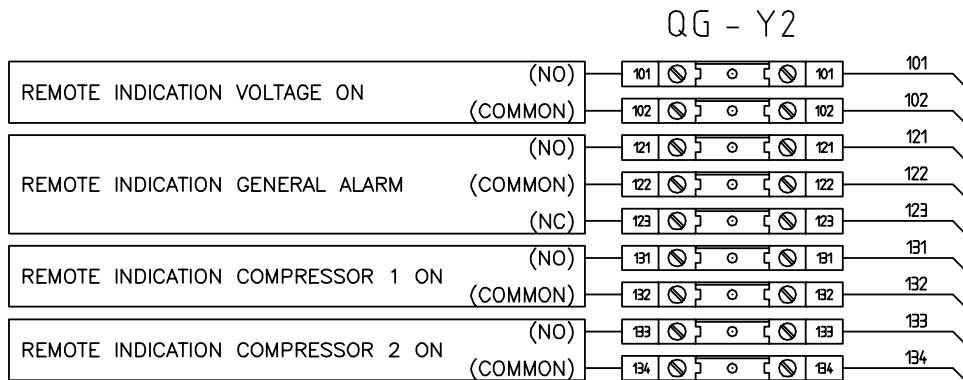 QG - Y2
REMOTE INDICATION VOLTAGE ON (NO) 101 101 101
(COMMON) 102 102 102
REMOTE INDICATION GENERAL ALARM (NO) 121 121 121
(COMMON) 122 122 122
(NC) 123 123 123
REMOTE INDICATION COMPRESSOR 1 ON (NO) 131 131 131
(COMMON) 132 132 132
REMOTE INDICATION COMPRESSOR 2 ON (NO) 133 133 133
(COMMON) 134 134 134